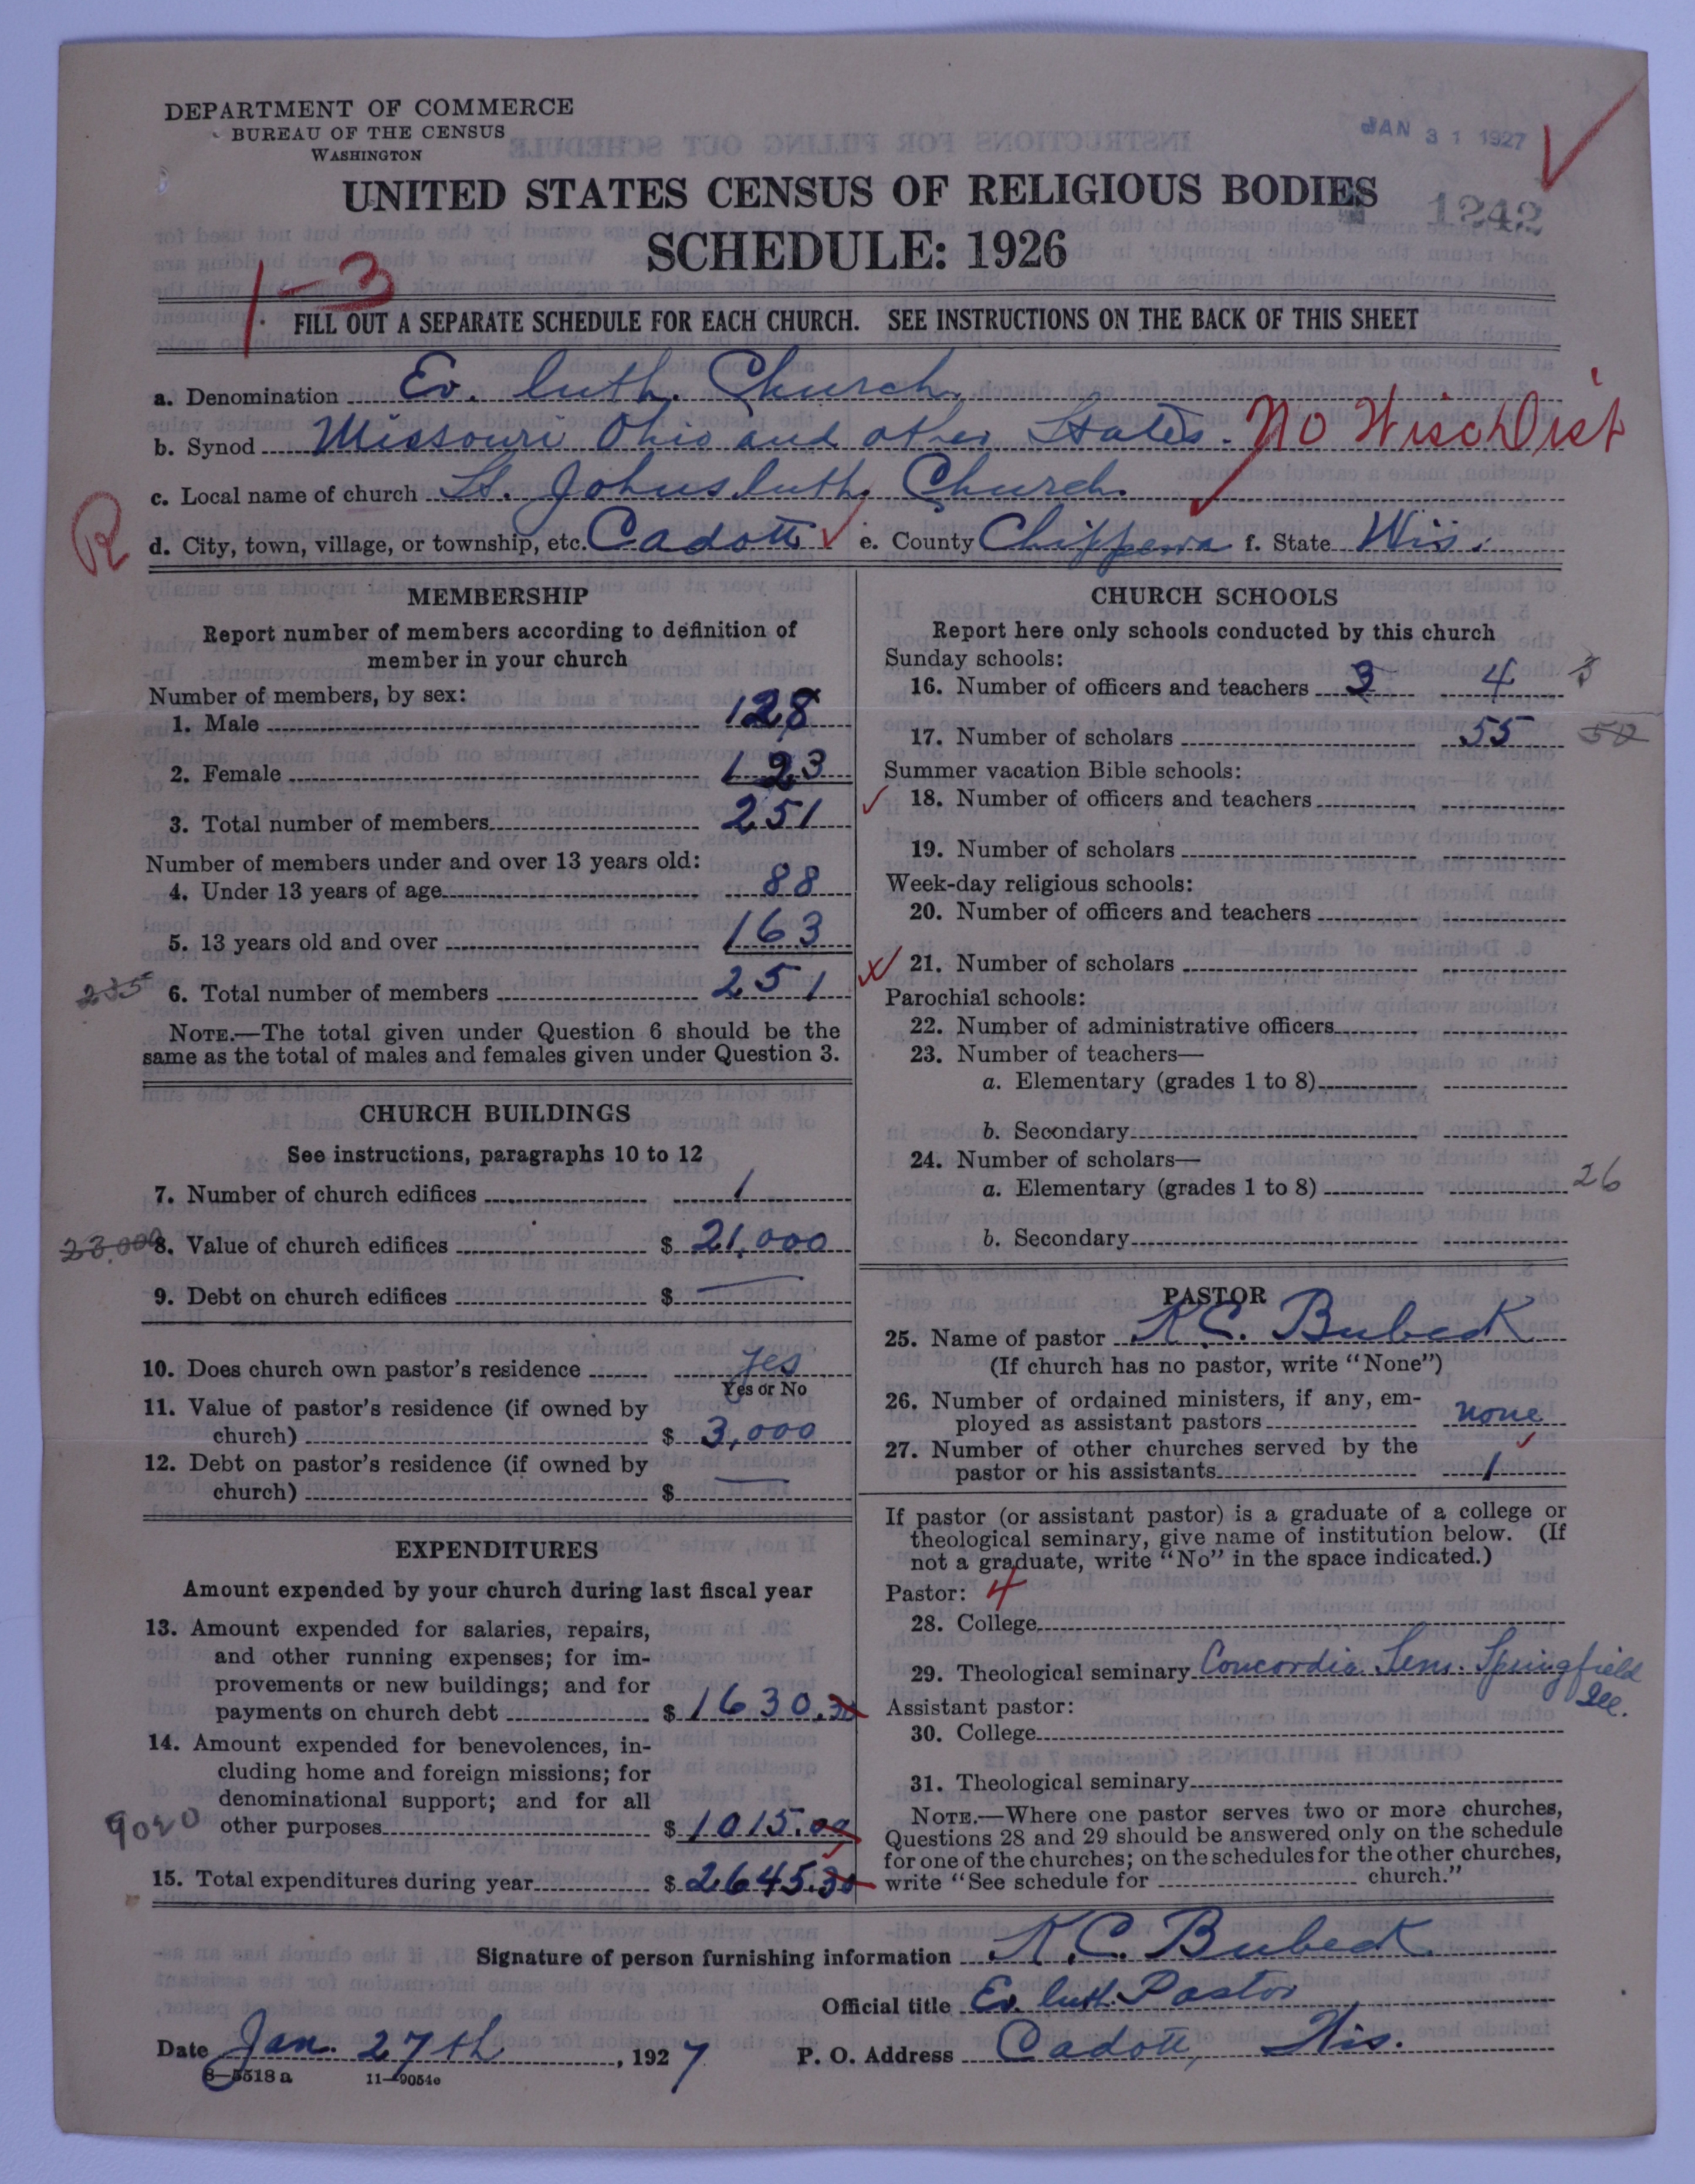 DEPARTMENT OF COMMERCE
BUREAU OF THE CENSUS
WASHINGTON
JAN 31 1927
UNITED STATES CENSUS OF RELIGIOUS BODIES
1242
SCHEDULE: 1926
1-3
FILL OUT A SEPARATE SCHEDULE FOR EACH CHURCH. SEE INSTRUCTIONS ON THE BACK OF THIS SHEET
a. Denomination Ev. Luth. Church.
b. Synod Missouri Ohio and other States. No Wisc Dist
c. Local name of church St. Johns Luth. Church
R
d. City, town, village, or township, etc. Cadott e. County Chippewa f. State Wis.
MEMBERSHIP
Report number of members according to definition of
member in your church
Number of members, by sex:
1. Male 128
2. Female 123
3. Total number of members 251
Number of members under and over 13 years old:
4. Under 13 years of age 88
5. 13 years old and over 163
235 6. Total number of members 251
NOTE.—The total given under Question 6 should be the
same as the total of males and females given under Question 3.
CHURCH BUILDINGS
See instructions, paragraphs 10 to 12
7. Number of church edifices 1
23.000 8. Value of church edifices $ 21,000
9. Debt on church edifices $ —
10. Does church own pastor's residence yes
Yes or No
11. Value of pastor's residence (if owned by
church) $ 3,000
12. Debt on pastor's residence (if owned by
church) $ —
EXPENDITURES
Amount expended by your church during last fiscal year
13. Amount expended for salaries, repairs,
and other running expenses; for im-
provements or new buildings; and for
payments on church debt $ 1630.30
14. Amount expended for benevolences, in-
cluding home and foreign missions; for
denominational support; and for all
9020 other purposes $ 1015.00
15. Total expenditures during year $ 2645.30
CHURCH SCHOOLS
Report here only schools conducted by this church
Sunday schools:
16. Number of officers and teachers 3 4 3
17. Number of scholars 55 50
Summer vacation Bible schools:
18. Number of officers and teachers
19. Number of scholars
Week-day religious schools:
20. Number of officers and teachers
21. Number of scholars
Parochial schools:
22. Number of administrative officers
23. Number of teachers—
a. Elementary (grades 1 to 8)
b. Secondary
24. Number of scholars—
a. Elementary (grades 1 to 8) 26
b. Secondary
PASTOR
25. Name of pastor K.C. Bubeck
(If church has no pastor, write "None")
26. Number of ordained ministers, if any, em-
ployed as assistant pastors none
27. Number of other churches served by the
pastor or his assistants 1
If pastor (or assistant pastor) is a graduate of a college or
theological seminary, give name of institution below. (If
not a graduate, write "No" in the space indicated.)
Pastor: 4
28. College
29. Theological seminary Concordia Sem. Springfield
Ill.
Assistant pastor:
30. College
31. Theological seminary
NOTE.—Where one pastor serves two or more churches,
Questions 28 and 29 should be answered only on the schedule
for one of the churches; on the schedules for the other churches,
write "See schedule for church."
Signature of person furnishing information K.C. Bubeck.
Official title Ev. Luth. Pastor
Date Jan. 27th, 1927 P. O. Address Cadott, Wis.
8—5518 a 11—9054e